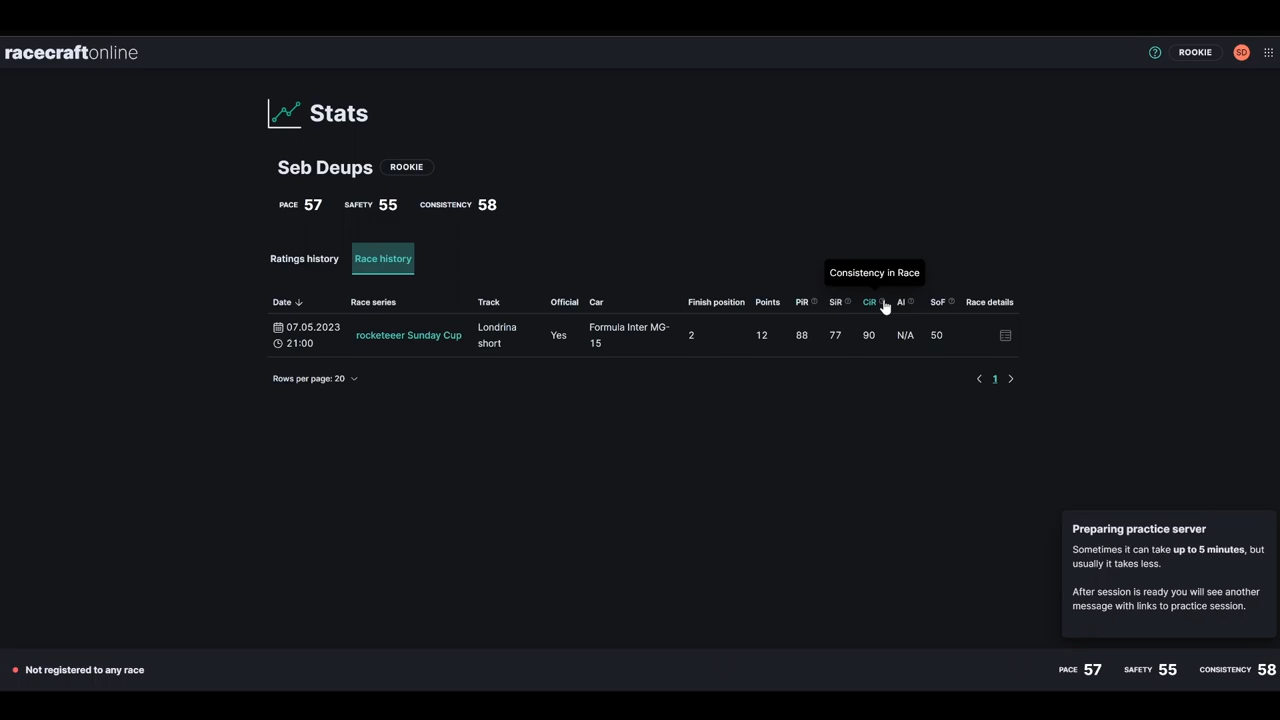 racecraftonline
ROOKIE SD
Stats
Seb Deups ROOKIE
PACE 57 SAFETY 55 CONSISTENCY 58
Ratings history Race history
Consistency in Race
Date Race series Track Official Car Finish position Points PiR SiR CiR AI SoF Race details
07.05.2023 rocketeeer Sunday Cup Londrina Yes Formula Inter MG- 2 12 88 77 90 N/A 50
21:00 short 15
Rows per page: 20
1
Preparing practice server
Sometimes it can take up to 5 minutes, but
usually it takes less.
After session is ready you will see another
message with links to practice session.
Not registered to any race PACE 57 SAFETY 55 CONSISTENCY 58